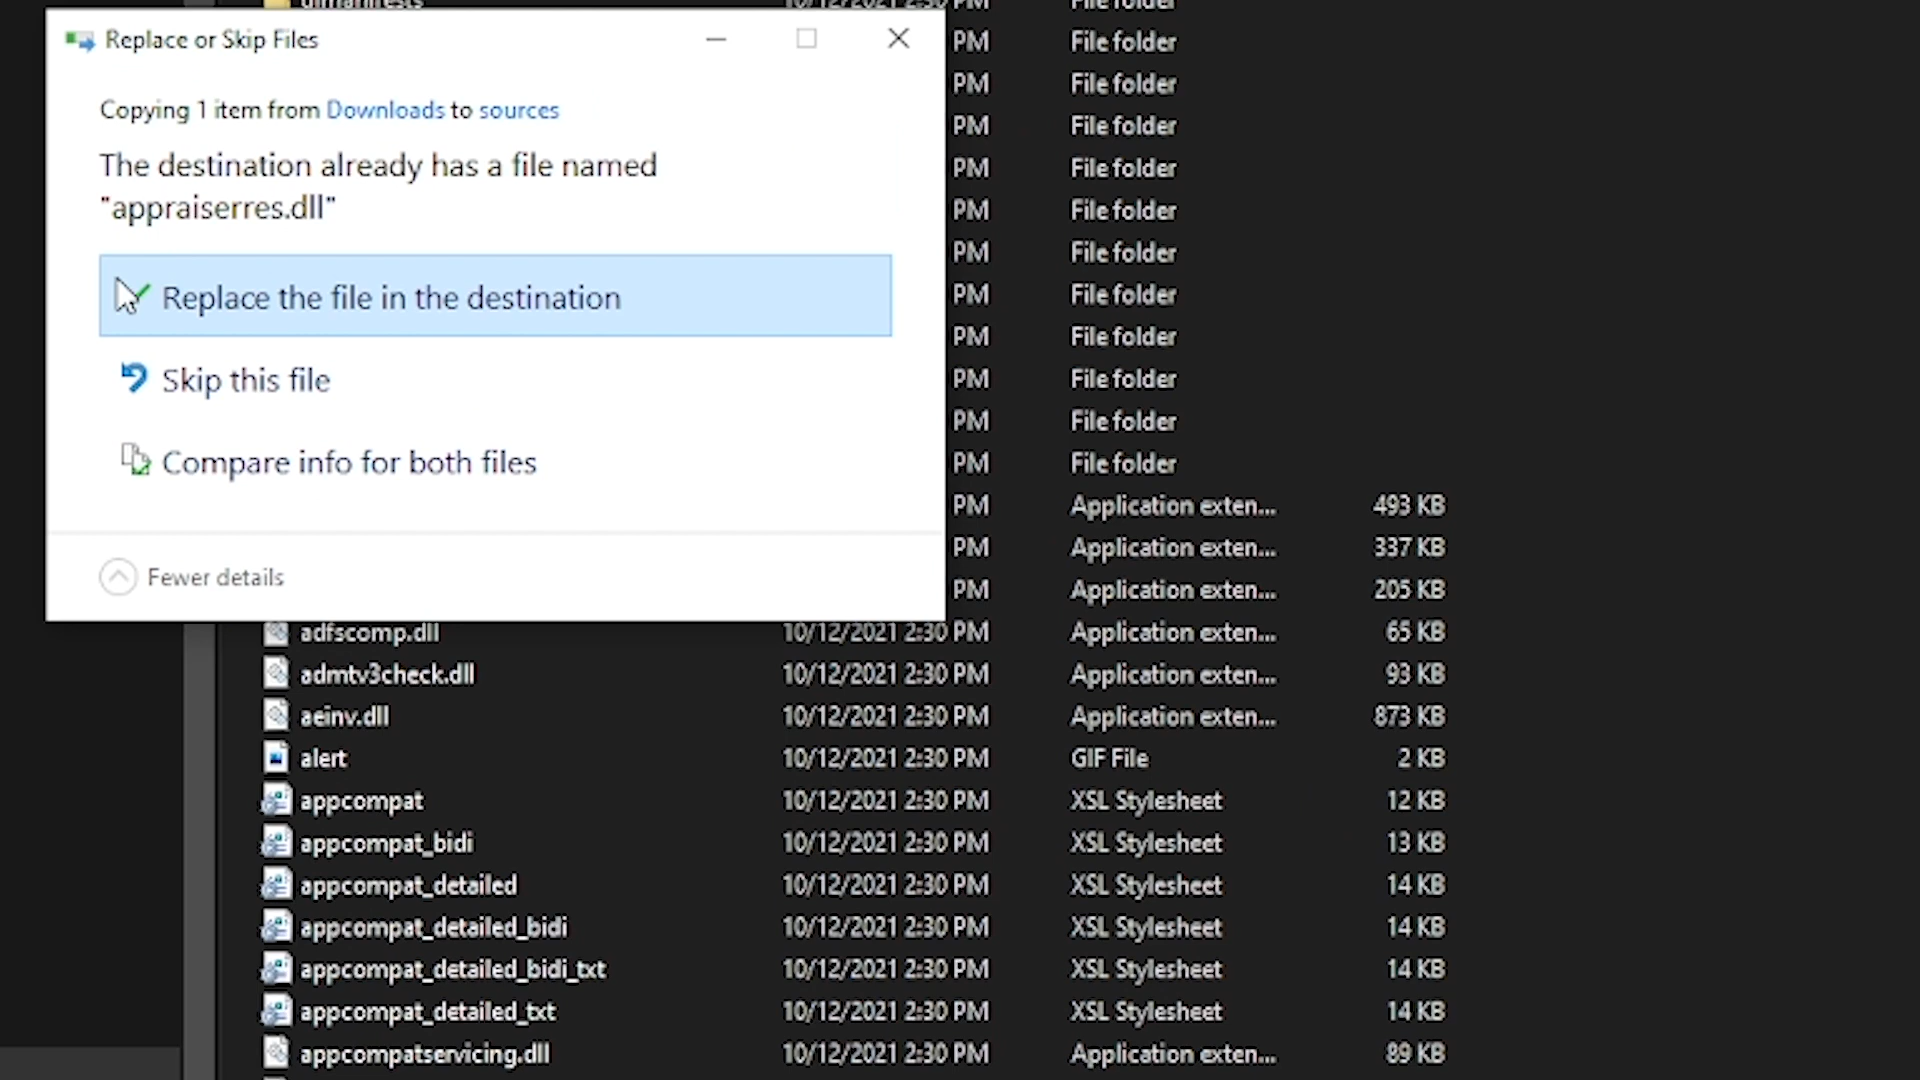 dlmanifests 10/12/2021 2:30 PM File folder
Replace or Skip Files
PM File folder
PM File folder
Copying 1 item from Downloads to sources
PM File folder
The destination already has a file named
"appraiserres.dll"
PM File folder
PM File folder
PM File folder
Replace the file in the destination
PM File folder
PM File folder
Skip this file
PM File folder
PM File folder
Compare info for both files
PM File folder
PM Application exten... 493 KB
PM Application exten... 337 KB
Fewer details
PM Application exten... 205 KB
adfscomp.dll 10/12/2021 2:30 PM Application exten... 65 KB
admtv3check.dll 10/12/2021 2:30 PM Application exten... 93 KB
aeinv.dll 10/12/2021 2:30 PM Application exten... 873 KB
alert 10/12/2021 2:30 PM GIF File 2 KB
appcompat 10/12/2021 2:30 PM XSL Stylesheet 12 KB
appcompat_bidi 10/12/2021 2:30 PM XSL Stylesheet 13 KB
appcompat_detailed 10/12/2021 2:30 PM XSL Stylesheet 14 KB
appcompat_detailed_bidi 10/12/2021 2:30 PM XSL Stylesheet 14 KB
appcompat_detailed_bidi_txt 10/12/2021 2:30 PM XSL Stylesheet 14 KB
appcompat_detailed_txt 10/12/2021 2:30 PM XSL Stylesheet 14 KB
appcompatservicing.dll 10/12/2021 2:30 PM Application exten... 89 KB